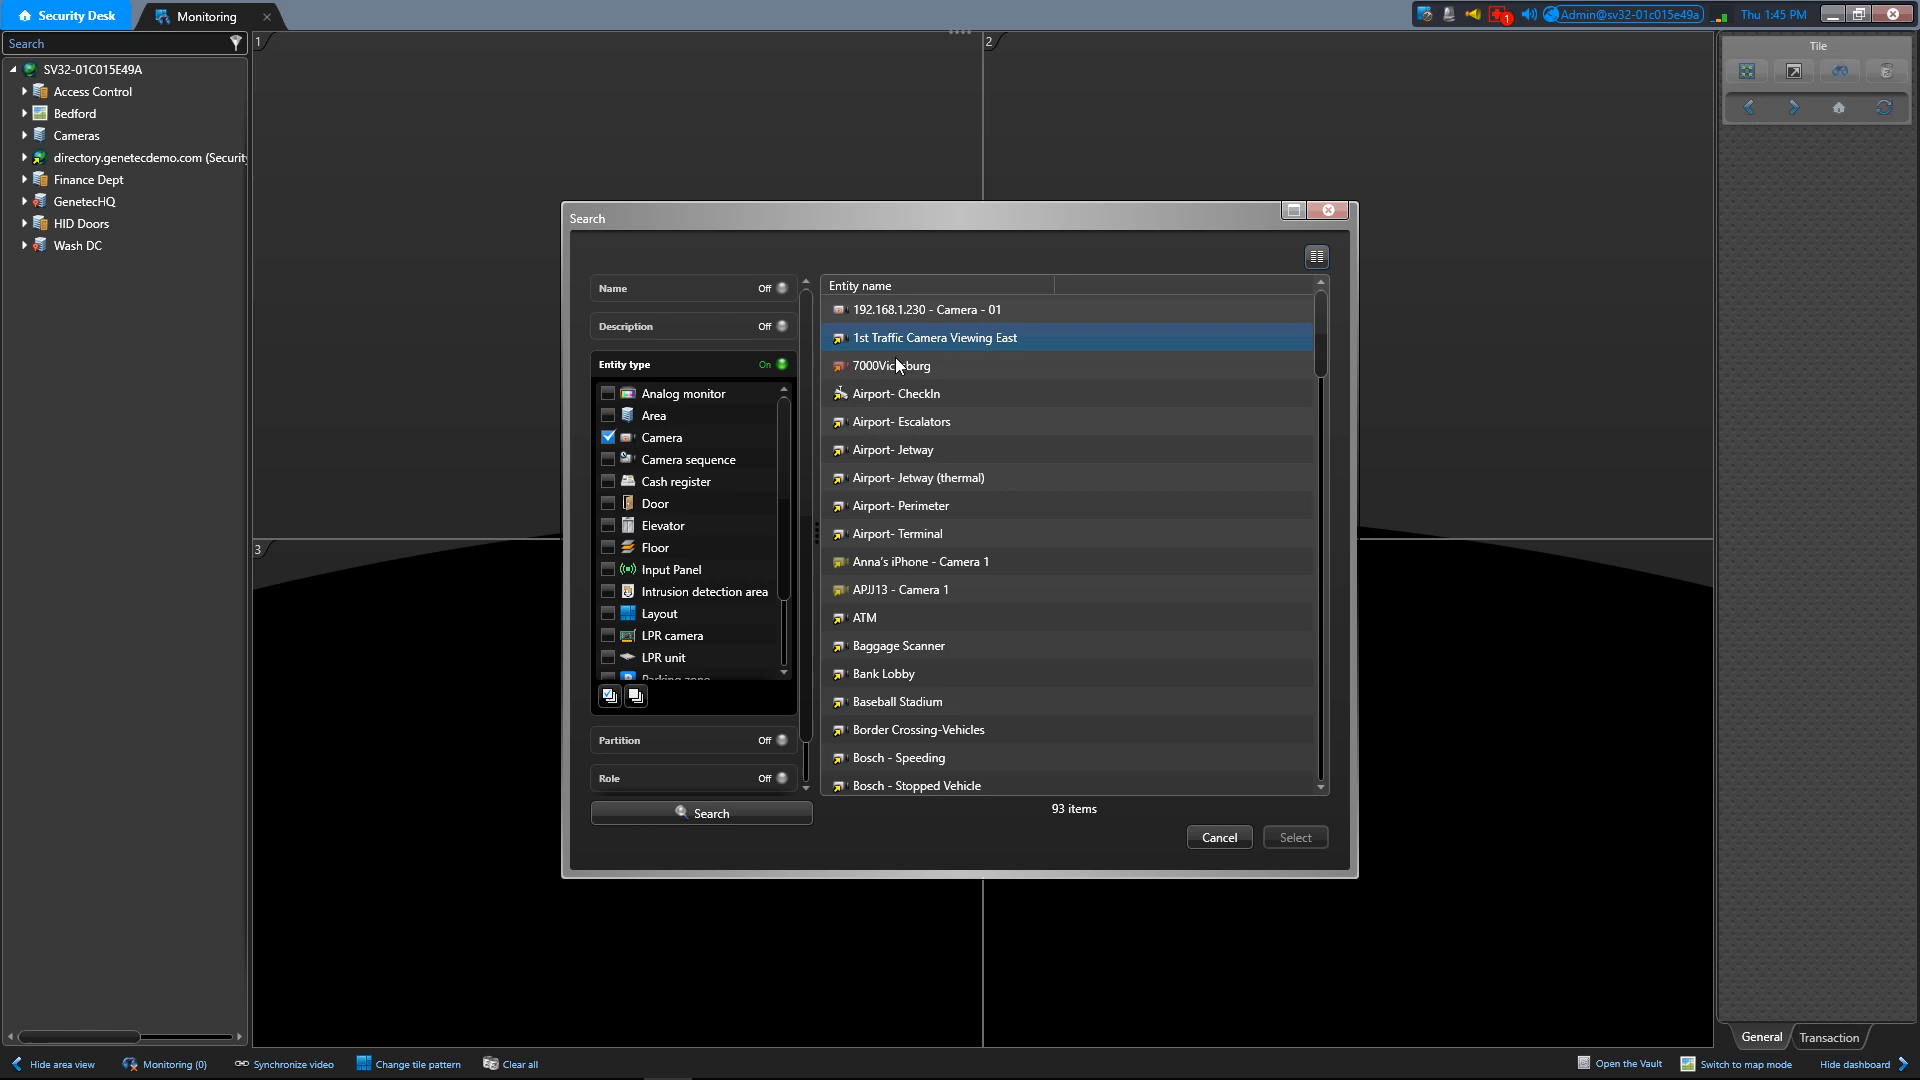 Security Desk
Monitoring
1
Admin@sv32-01c015e49a
Thu 1:45 PM
Search
1
2
Tile
SV32-01C015E49A
Access Control
Bedford
Cameras
directory.genetecdemo.com (Securit
Finance Dept
GenetecHQ
HID Doors
Wash DC
3
Search
Name Off
Description Off
Entity type On
Analog monitor
Area
Camera
Camera sequence
Cash register
Door
Elevator
Floor
Input Panel
Intrusion detection area
Layout
LPR camera
LPR unit
Parking zone
Partition Off
Role Off
Search
Entity name
192.168.1.230 - Camera - 01
1st Traffic Camera Viewing East
Airport- CheckIn
Airport- Escalators
Airport- Jetway
Airport- Jetway (thermal)
Airport- Perimeter
Airport- Terminal
Anna's iPhone - Camera 1
APJJ13 - Camera 1
ATM
Baggage Scanner
Bank Lobby
Baseball Stadium
Border Crossing-Vehicles
Bosch - Speeding
Bosch - Stopped Vehicle
93 items
Cancel
Select
General
Transaction
Hide area view
Monitoring (0)
Synchronize video
Change tile pattern
Clear all
Open the Vault
Switch to map mode
Hide dashboard